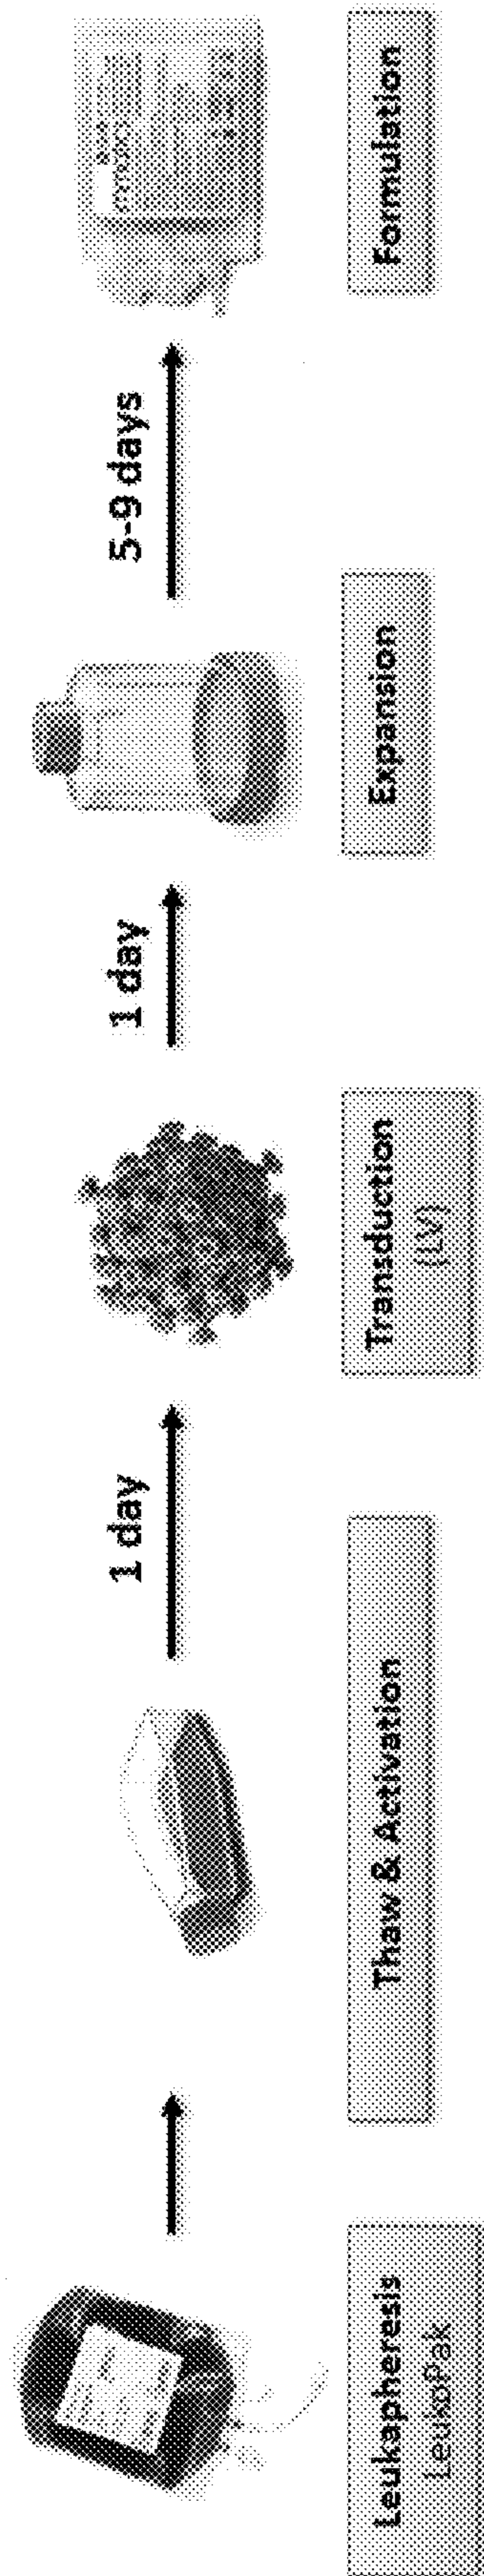 1 day
1 day
5-9 days
Leukapheresis
LeukoPak
Thaw & Activation
Transduction
(LV)
Expansion
Formulation